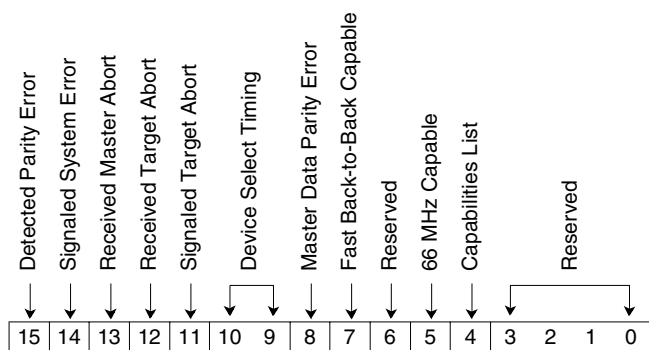 Detected Parity Error
Signaled System Error
Received Master Abort
Received Target Abort
Signaled Target Abort
Device Select Timing
Master Data Parity Error
Fast Back-to-Back Capable
Reserved
66 MHz Capable
Capabilities List
Reserved
15 14 13 12 11 10 9 8 7 6 5 4 3 2 1 0